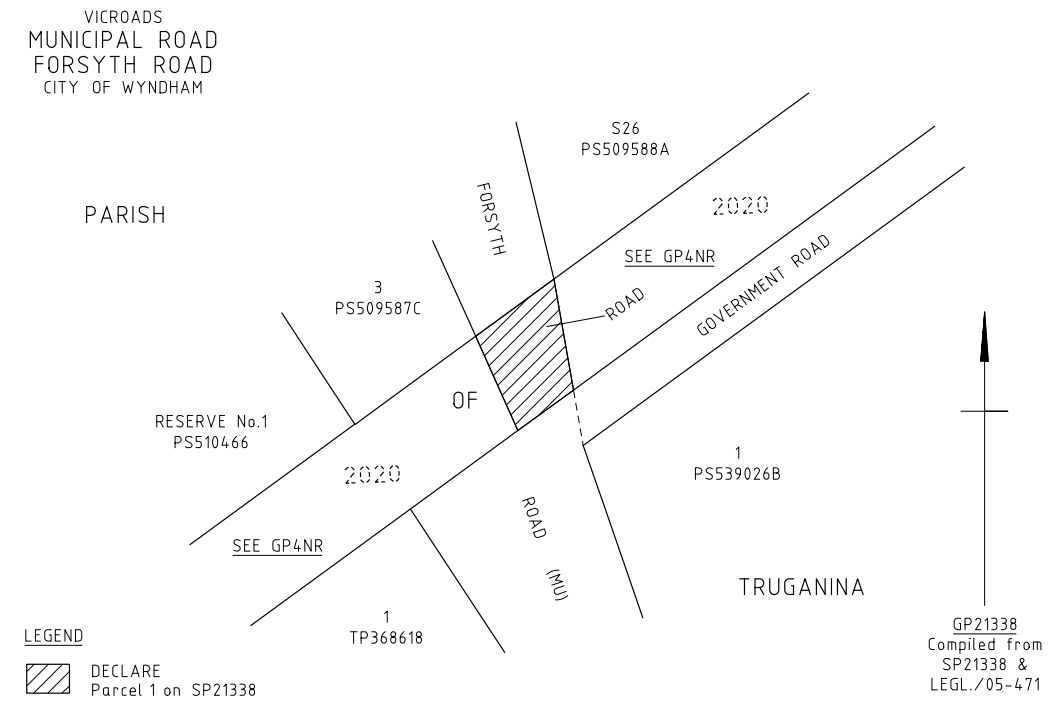 VICROADS
MUNICIPAL ROAD
FORSYTH ROAD
CITY OF WYNDHAM
S26
PS509588A
FORSYTH
2020
PARISH
SEE GP4NR
GOVERNMENT ROAD
3
PS509587C
ROAD
OF
RESERVE No.1
PS510466
2020
1
PS539026B
ROAD
(MU)
SEE GP4NR
TRUGANINA
1
TP368618
LEGEND
DECLARE
Parcel 1 on SP21338
GP21338
Compiled from
SP21338 &
LEGL./05-471